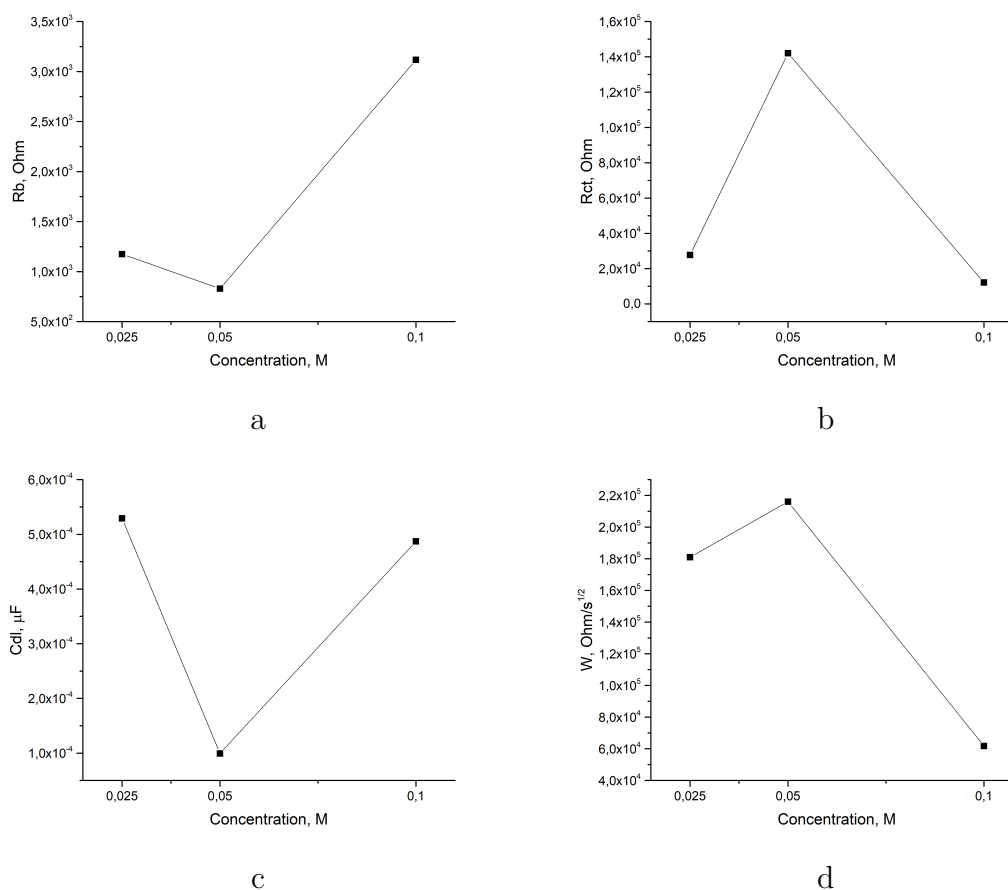 3,5x10³
3,0x10³
2,5x10³
2,0x10³
1,5x10³
1,0x10³
5,0x10²
Rb, Ohm
0,025
0,05
0,1
Concentration, M
a
1,6x10⁵
1,4x10⁵
1,2x10⁵
1,0x10⁵
8,0x10⁴
6,0x10⁴
4,0x10⁴
2,0x10⁴
0,0
Rct, Ohm
0,025
0,05
0,1
Concentration, M
b
6,0x10⁻⁴
5,0x10⁻⁴
4,0x10⁻⁴
3,0x10⁻⁴
2,0x10⁻⁴
1,0x10⁻⁴
Cdl, μF
0,025
0,05
0,1
Concentration, M
c
2,2x10⁵
2,0x10⁵
1,8x10⁵
1,6x10⁵
1,4x10⁵
1,2x10⁵
1,0x10⁵
8,0x10⁴
6,0x10⁴
4,0x10⁴
W, Ohm/s¹ᐟ²
0,025
0,05
0,1
Concentration, M
d